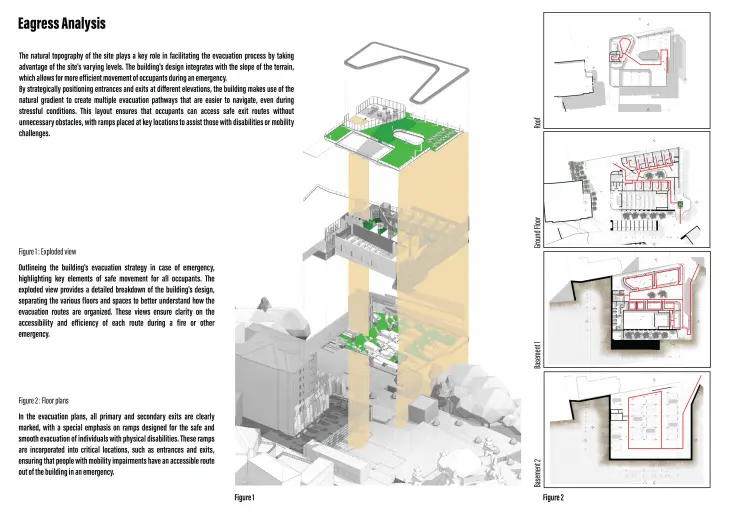 Eagress Analysis
The natural topography of the site plays a key role in facilitating the evacuation process by taking
advantage of the site's varying levels. The building's design integrates with the slope of the terrain,
which allows for more efficient movement of occupants during an emergency.
By strategically positioning entrances and exits at different elevations, the building makes use of the
natural gradient to create multiple evacuation pathways that are easier to navigate, even during
stressful conditions. This layout ensures that occupants can access safe exit routes without
unnecessary obstacles, with ramps placed at key locations to assist those with disabilities or mobility
challenges.
Figure 1 : Exploded view
Outlineing the building's evacuation strategy in case of emergency,
highlighting key elements of safe movement for all occupants. The
exploded view provides a detailed breakdown of the building's design,
separating the various floors and spaces to better understand how the
evacuation routes are organized. These views ensure clarity on the
accessibility and efficiency of each route during a fire or other
emergency.
Figure 2 : Floor plans
In the evacuation plans, all primary and secondary exits are clearly
marked, with a special emphasis on ramps designed for the safe and
smooth evacuation of individuals with physical disabilities. These ramps
are incorporated into critical locations, such as entrances and exits,
ensuring that people with mobility impairments have an accessible route
out of the building in an emergency.
Figure 1
Roof
Ground Floor
Basement 1
Basement 2
Figure 2